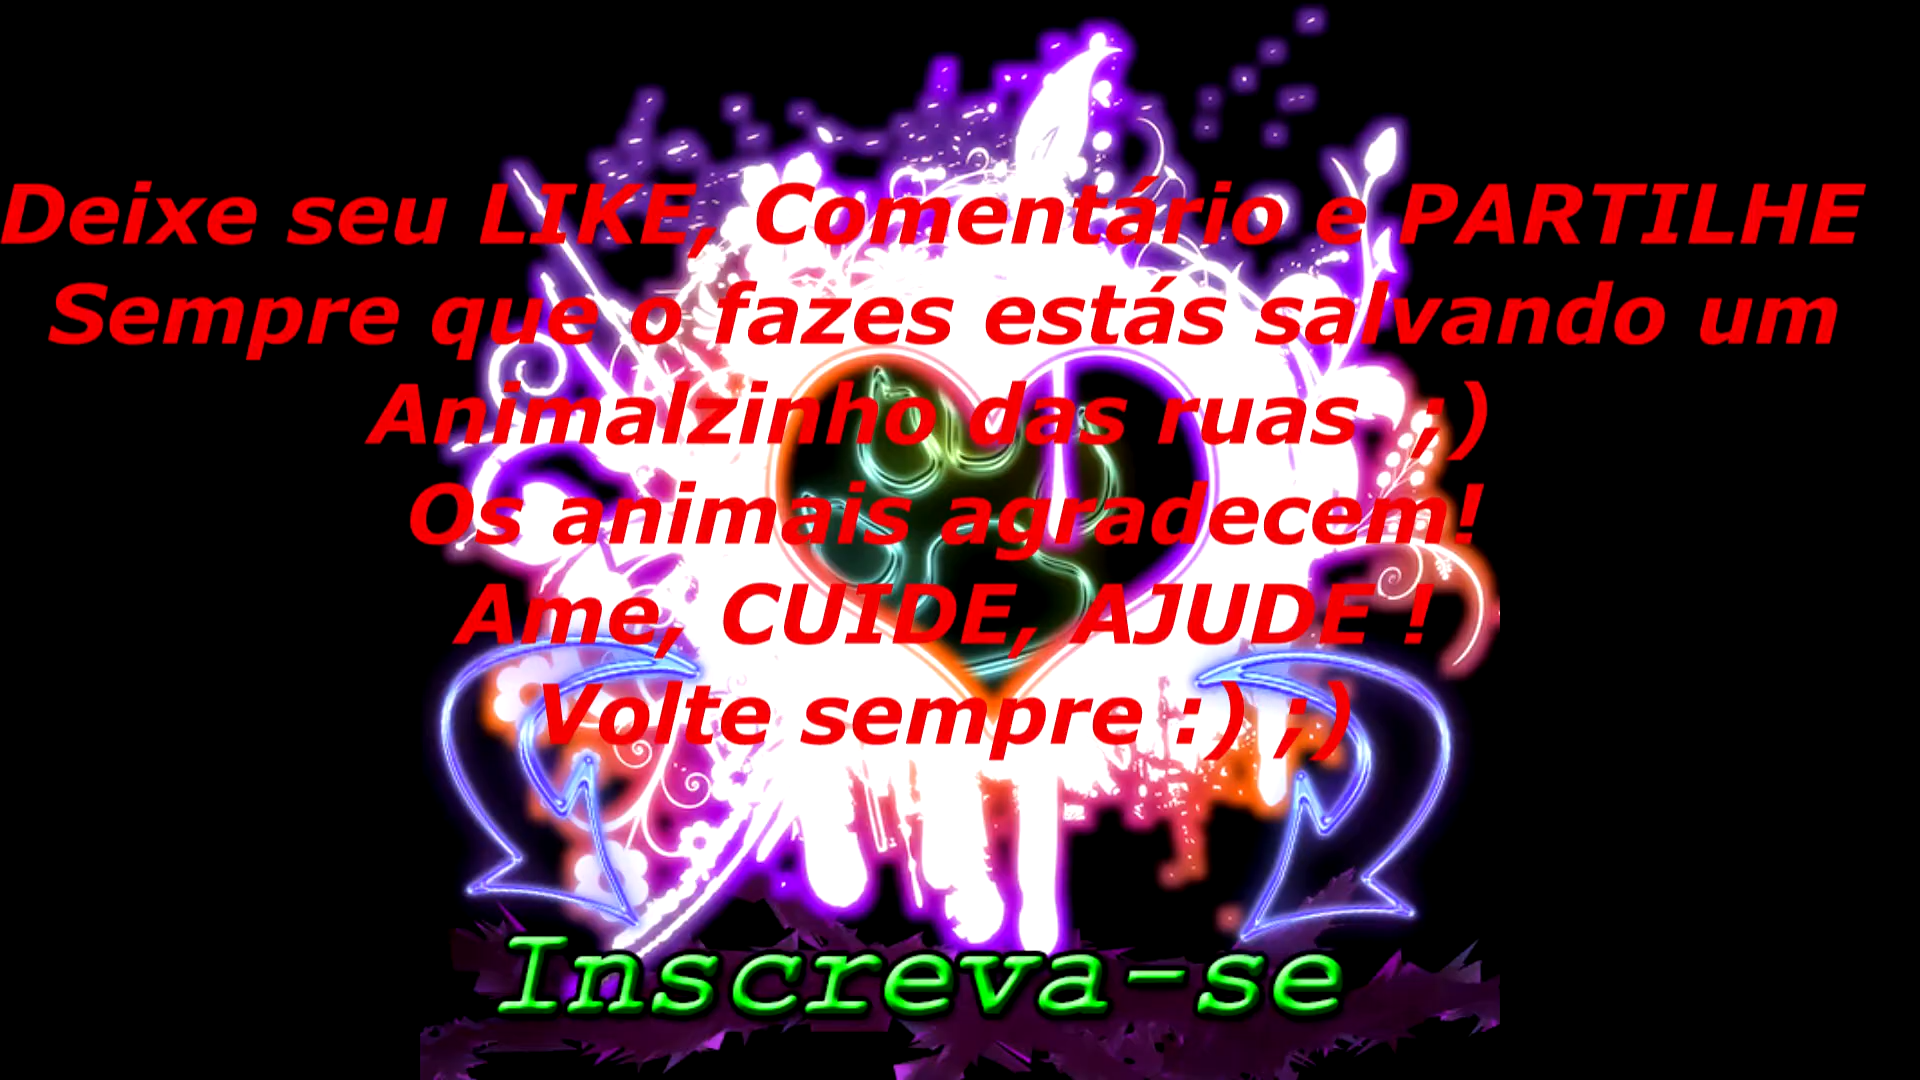 Deixe seu LIKE, Comentário e PARTILHE
Sempre que o fazes estás salvando um
Animalzinho das ruas ;)
Os animais agradecem!
Ame, CUIDE, AJUDE !
Volte sempre :) ;)
Inscreva-se